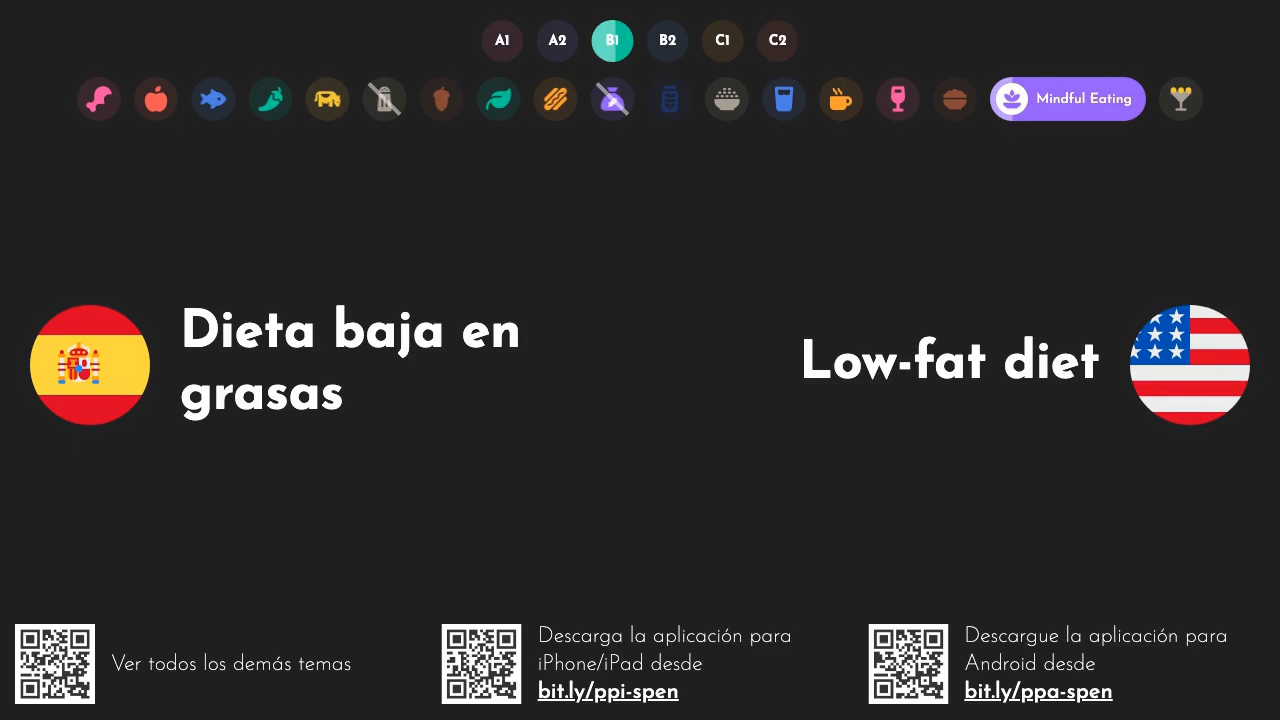 A1 A2 B1 B2 C1 C2
Mindful Eating
Dieta baja en
grasas
Low-fat diet
Ver todos los demás temas
Descarga la aplicación para
iPhone/iPad desde
bit.ly/ppi-spen
Descargue la aplicación para
Android desde
bit.ly/ppa-spen